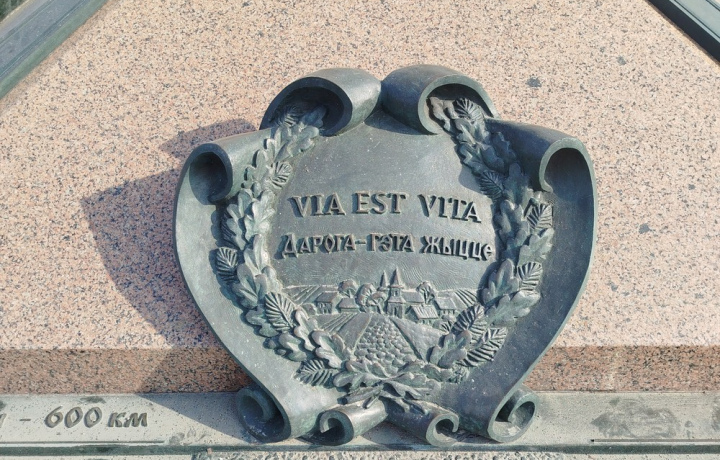 VIA EST VITA
ДАРОГА-ГЭТА ЖЫЦЦЕ
- 600 км